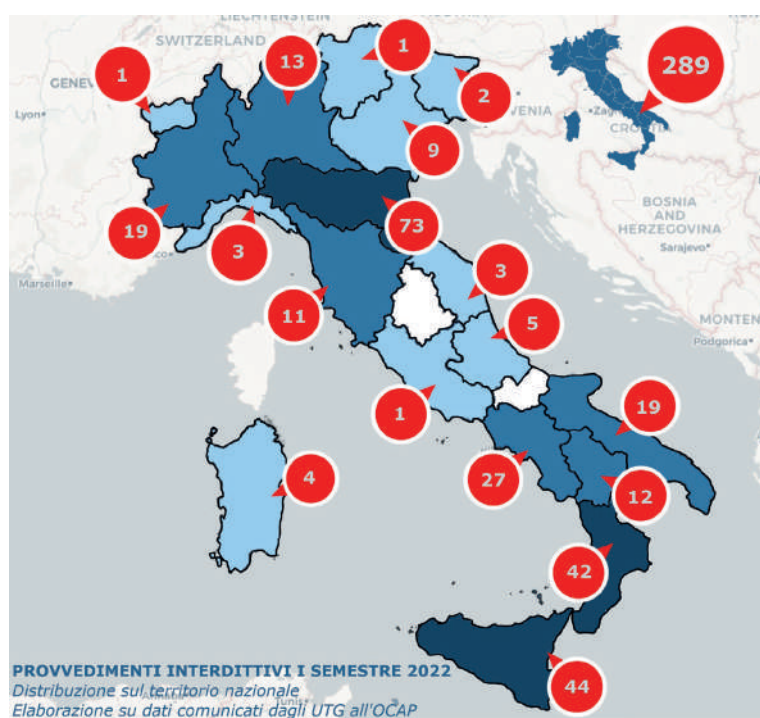 LIECHTENSTEIN
SWITZERLAND
1
13
1
289
GENEV
2
VENIA
Lyon
Zag
CROATIA
9
BOSNIA
AND
HERZEGOVINA
19
73
Sarajevo
3
co
3
Marseille
11
5
MONTEN
Podgorica
1
19
4
27
12
42
PROVVEDIMENTI INTERDITTIVI I SEMESTRE 2022
44
Distribuzione sul territorio nazionale
Tunis
Elaborazione su dati comunicati dagli UTG all'OCAP